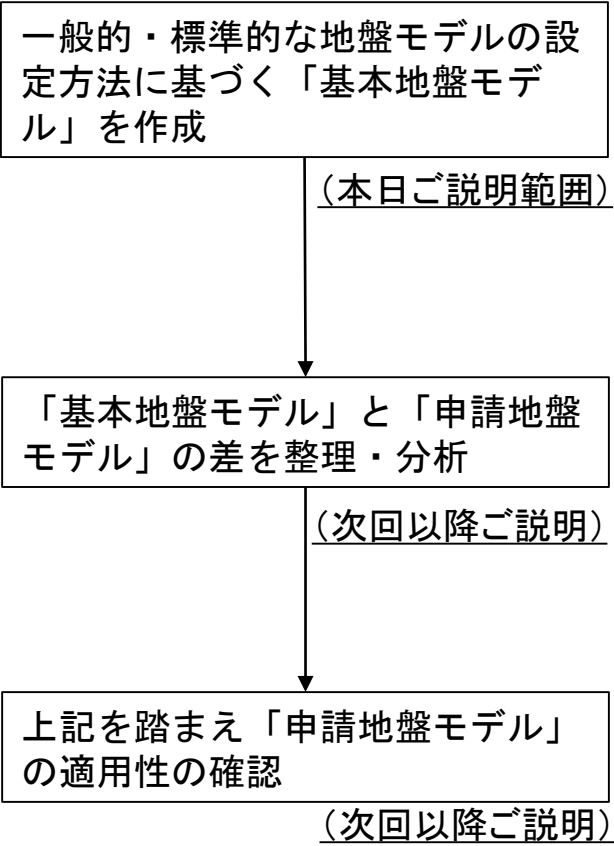 一般的・標準的な地盤モデルの設
定方法に基づく「基本地盤モデ
ル」を作成
（本日ご説明範囲）
「基本地盤モデル」と「申請地盤
モデル」の差を整理・分析
（次回以降ご説明）
上記を踏まえ「申請地盤モデル」
の適用性の確認
（次回以降ご説明）